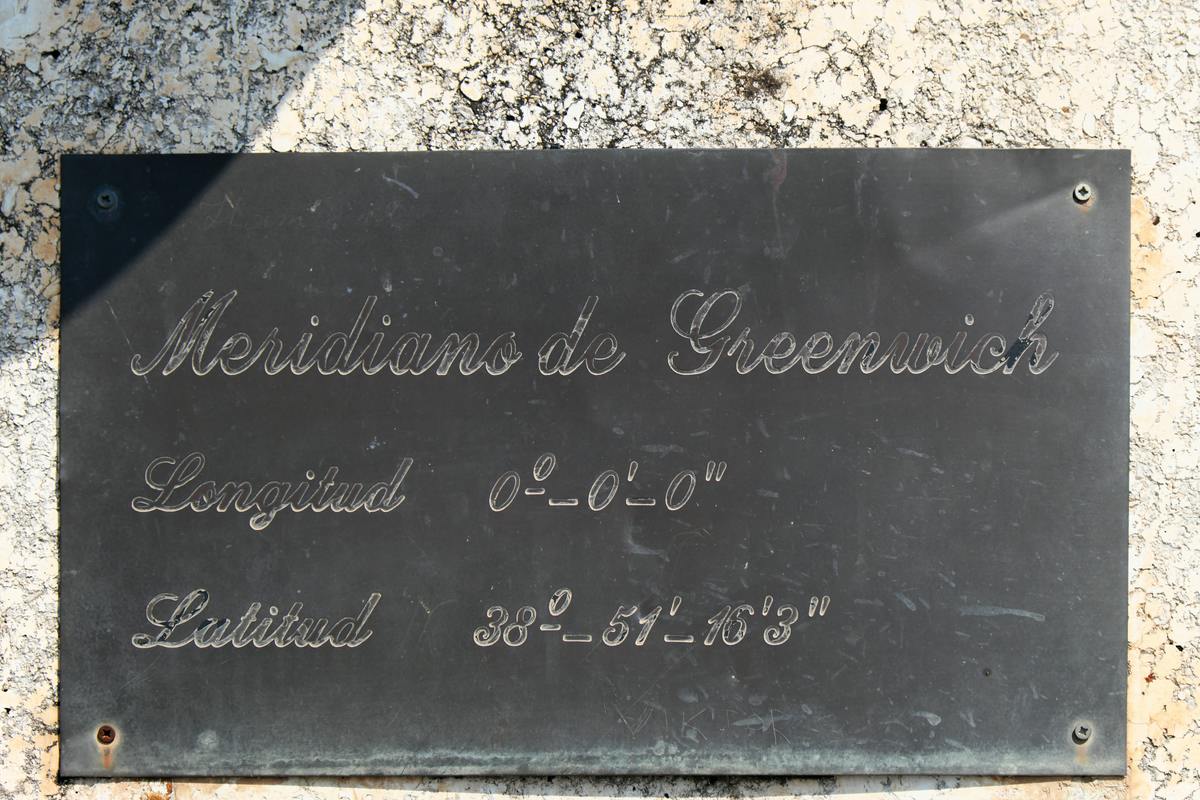 Meridiano de Greenwich
Longitud 0º-0'-0"
Latitud 38º-51'-16'3"